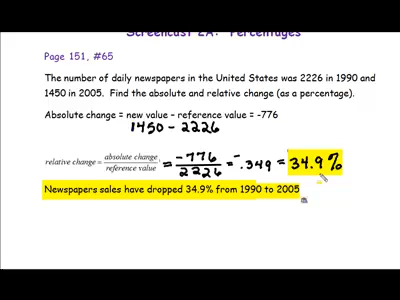 Screencast 2A: Percentages
Page 151, #65
The number of daily newspapers in the United States was 2226 in 1990 and
1450 in 2005. Find the absolute and relative change (as a percentage).
Absolute change = new value – reference value = -776
1450 - 2226
relative change = absolute change / reference value = -776 / 2226 = -.349 = 34.9%
Newspapers sales have dropped 34.9% from 1990 to 2005